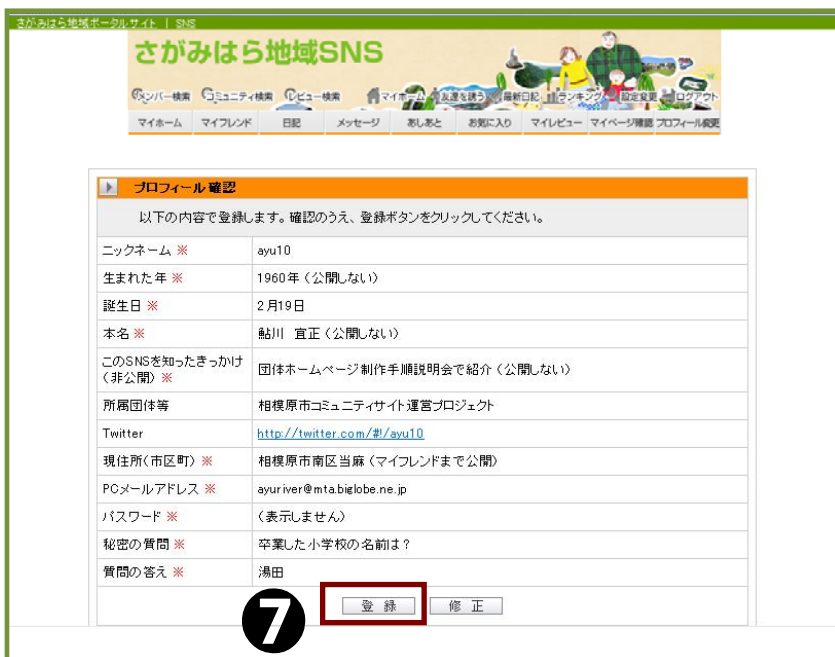 さがみはら地域ポータルサイト | SNS
さがみはら地域SNS
メンバー検索 コミュニティ検索 レビュー検索 マイホーム 友達を誘う 最新日記 ランキング 設定変更 ログアウト
マイホーム マイフレンド 日記 メッセージ あしあと お気に入り マイレビュー マイページ確認 プロフィール変更
プロフィール確認
以下の内容で登録します。確認のうえ、登録ボタンをクリックしてください。
ニックネーム ※ ayu10
生まれた年 ※ 1960年（公開しない）
誕生日 ※ 2月19日
本名 ※ 鮎川 宜正（公開しない）
このSNSを知ったきっかけ
（非公開） ※ 団体ホームページ制作手順説明会で紹介（公開しない）
所属団体等 相模原市コミュニティサイト運営プロジェクト
Twitter http://twitter.com/#!/ayu10
現住所（市区町） ※ 相模原市南区当麻（マイフレンドまで公開）
PCメールアドレス ※ ayuriver@mta.biglobe.ne.jp
パスワード ※ （表示しません）
秘密の質問 ※ 卒業した小学校の名前は？
質問の答え ※ 湯田
7 登 録 修 正